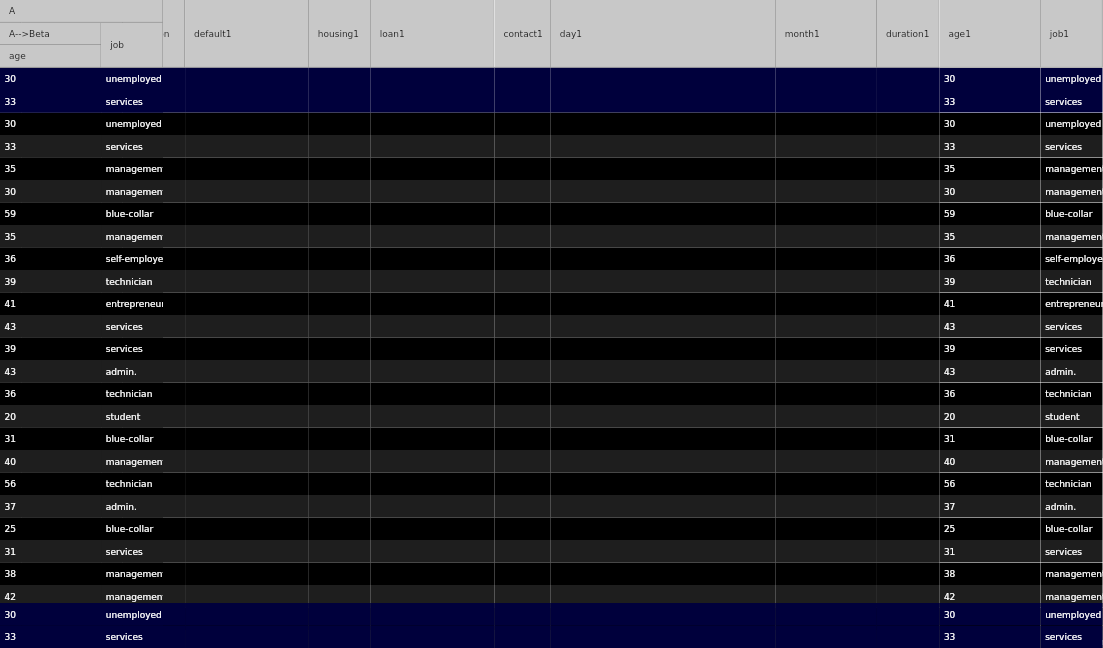 A
A-->Beta
age
job
n
default1
housing1
loan1
contact1
day1
month1
duration1
age1
job1
30 unemployed 30 unemployed
33 services 33 services
30 unemployed 30 unemployed
33 services 33 services
35 managemen 35 managemen
30 managemen 30 managemen
59 blue-collar 59 blue-collar
35 managemen 35 managemen
36 self-employe 36 self-employe
39 technician 39 technician
41 entrepreneu 41 entrepreneu
43 services 43 services
39 services 39 services
43 admin. 43 admin.
36 technician 36 technician
20 student 20 student
31 blue-collar 31 blue-collar
40 managemen 40 managemen
56 technician 56 technician
37 admin. 37 admin.
25 blue-collar 25 blue-collar
31 services 31 services
38 managemen 38 managemen
42 managemen 42 managemen
30 unemployed 30 unemployed
33 services 33 services